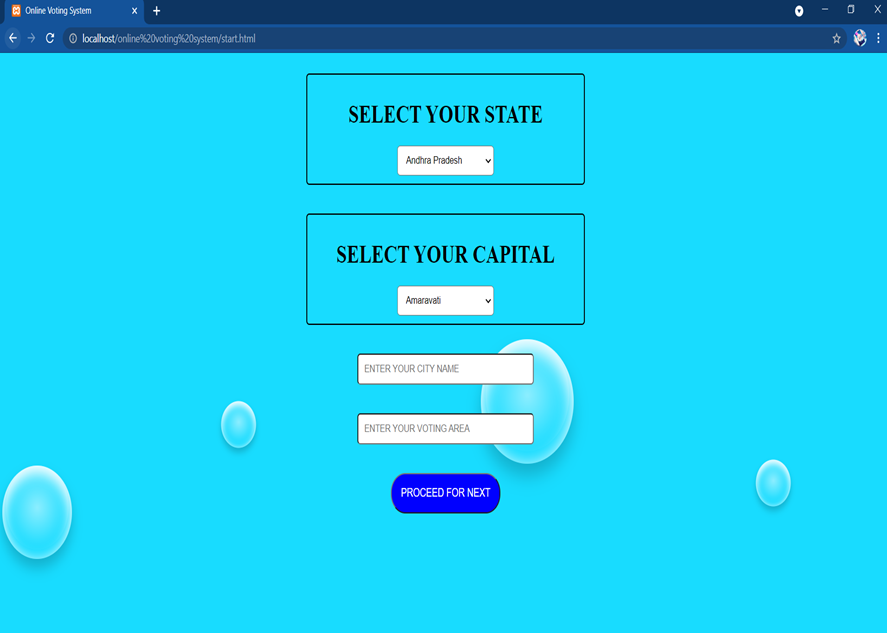 Online Voting System
localhost/online%20voting%20system/start.html
SELECT YOUR STATE
Andhra Pradesh
SELECT YOUR CAPITAL
Amaravati
ENTER YOUR CITY NAME
ENTER YOUR VOTING AREA
PROCEED FOR NEXT